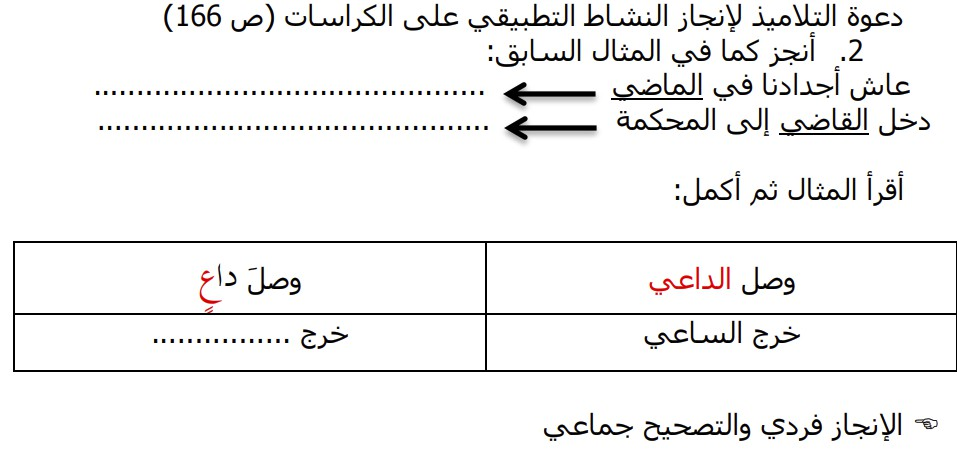 دعوة التلاميذ لإنجاز النشاط التطبيقي على الكراسات (ص 166)
2. أنجز كما في المثال السابق:
عاش أجدادنا في الماضي ..............................................
دخل القاضي إلى المحكمة ..............................................
أقرأ المثال ثم أكمل:
وصل الداعي وصلَ داعٍ
خرج الساعي خرج ................
الإنجاز فردي والتصحيح جماعي